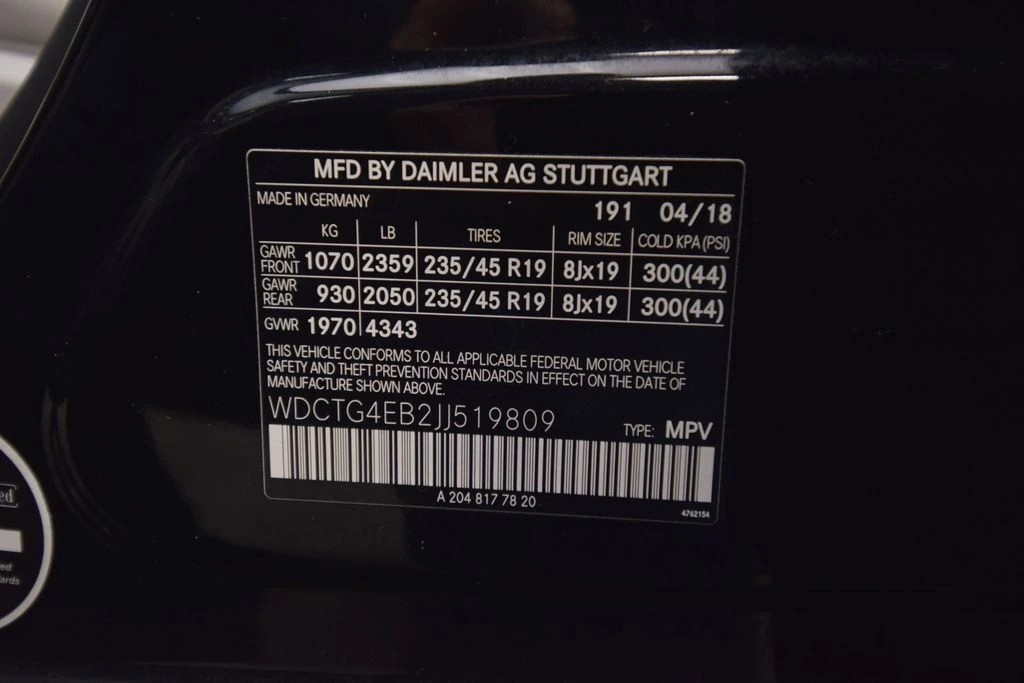 MFD BY DAIMLER AG STUTTGART
MADE IN GERMANY 191 04/18
KG LB TIRES RIM SIZE COLD KPA (PSI)
GAWR FRONT 1070 2359 235/45 R19 8Jx19 300(44)
GAWR REAR 930 2050 235/45 R19 8Jx19 300(44)
GVWR 1970 4343
THIS VEHICLE CONFORMS TO ALL APPLICABLE FEDERAL MOTOR VEHICLE
SAFETY AND THEFT PREVENTION STANDARDS IN EFFECT ON THE DATE OF
MANUFACTURE SHOWN ABOVE.
WDCTG4EB2JJ519809 TYPE: MPV
A 204 817 78 20
4762154